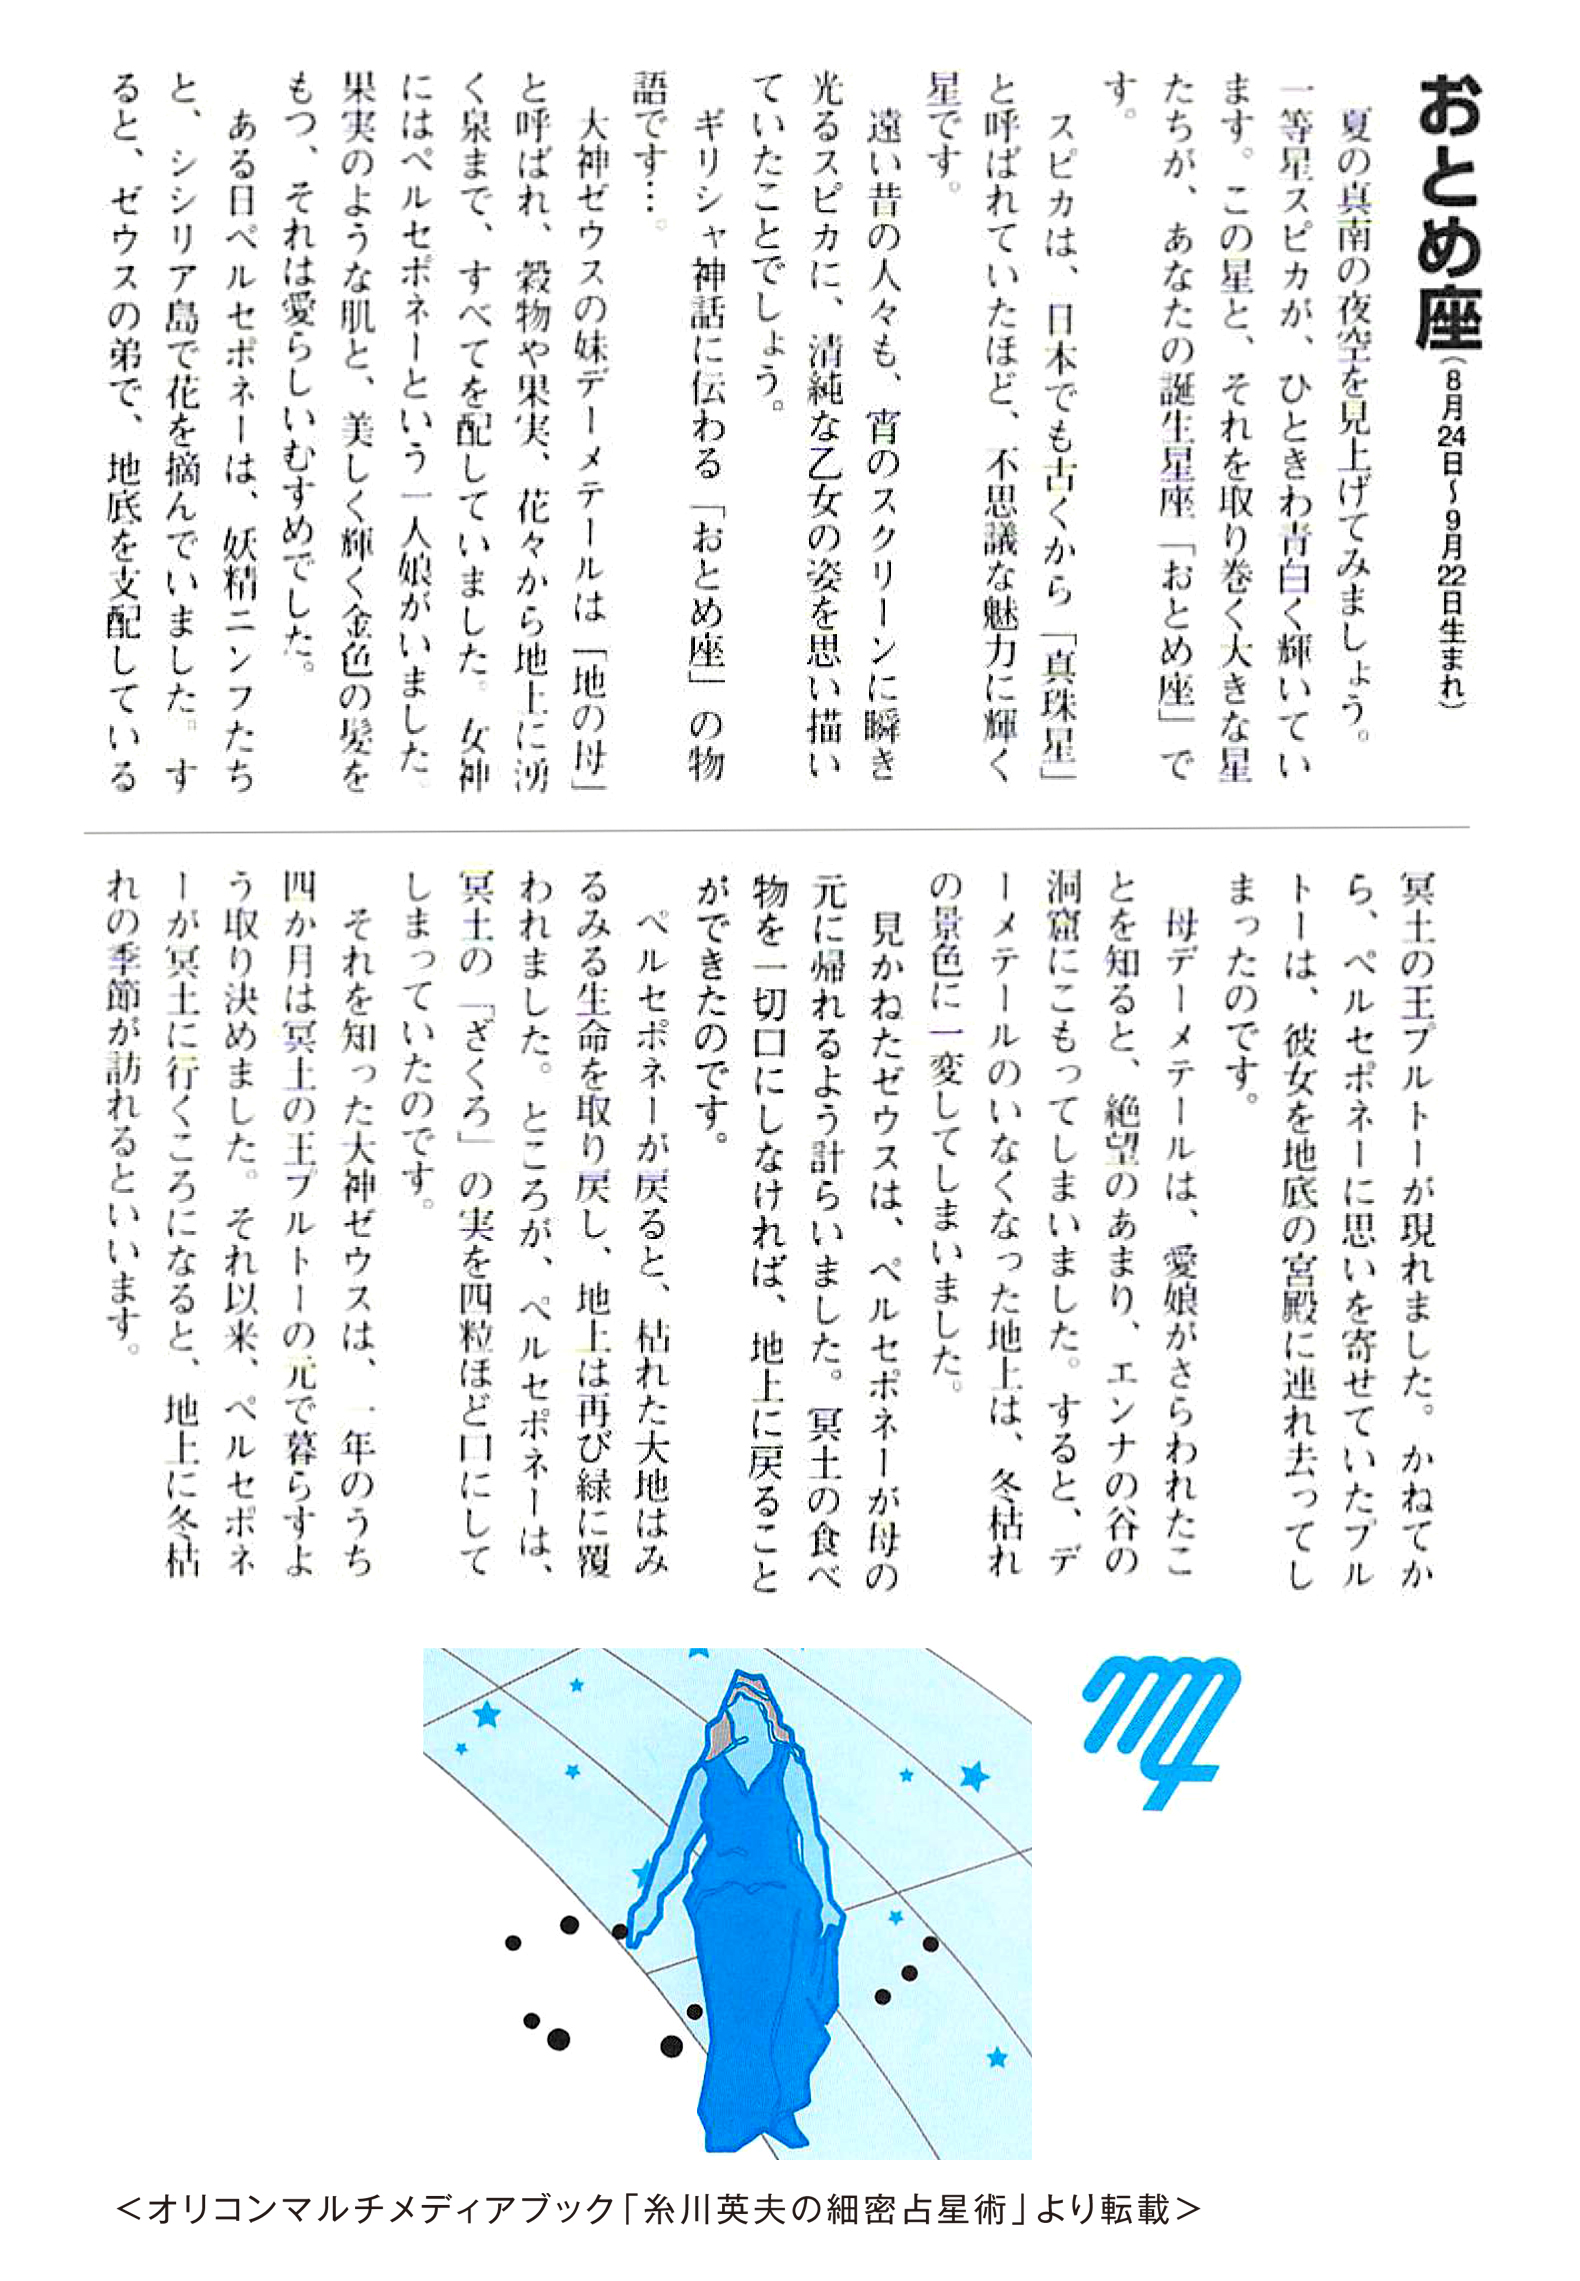 おとめ座(8月24日~9月22日生まれ)
夏の真南の夜空を見上げてみましょう。
一等星スピカが、ひときわ青白く輝いてい
ます。この星と、それを取り巻く大きな星
たちが、あなたの誕生星座「おとめ座」で
す。
スピカは、日本でも古くから「真珠星」
と呼ばれていたほど、不思議な魅力に輝く
星です。
遠い昔の人々も、宵のスクリーンに瞬き
光るスピカに、清純な乙女の姿を思い描い
ていたことでしょう。
ギリシャ神話に伝わる「おとめ座」の物
語です…。
大神ゼウスの妹デーメテールは「地の母」
と呼ばれ、穀物や果実、花々から地上に湧
く泉まで、すべてを配していました。女神
にはペルセポネーという一人娘がいました。
果実のような肌と、美しく輝く金色の髪を
もつ、それは愛らしいむすめでした。
ある日ペルセポネーは、妖精ニンフたち
と、シシリア島で花を摘んでいました。す
ると、ゼウスの弟で、地底を支配している
冥土の王プルトーが現れました。かねてか
ら、ペルセポネーに思いを寄せていたプル
トーは、彼女を地底の宮殿に連れ去ってし
まったのです。
母デーメテールは、愛娘がさらわれたこ
とを知ると、絶望のあまり、エンナの谷の
洞窟にこもってしまいました。すると、デ
ーメテールのいなくなった地上は、冬枯れ
の景色に一変してしまいました。
見かねたゼウスは、ペルセポネーが母の
元に帰れるよう計らいました。冥土の食べ
物を一切口にしなければ、地上に戻ること
ができたのです。
ペルセポネーが戻ると、枯れた大地はみ
るみる生命を取り戻し、地上は再び緑に覆
われました。ところが、ペルセポネーは、
冥土の「ざくろ」の実を四粒ほど口にして
しまっていたのです。
それを知った大神ゼウスは、一年のうち
四か月は冥土の王プルトーの元で暮らすよ
う取り決めました。それ以来、ペルセポネ
ーが冥土に行くころになると、地上に冬枯
れの季節が訪れるといいます。
<オリコンマルチメディアブック「糸川英夫の細密占星術」より転載>